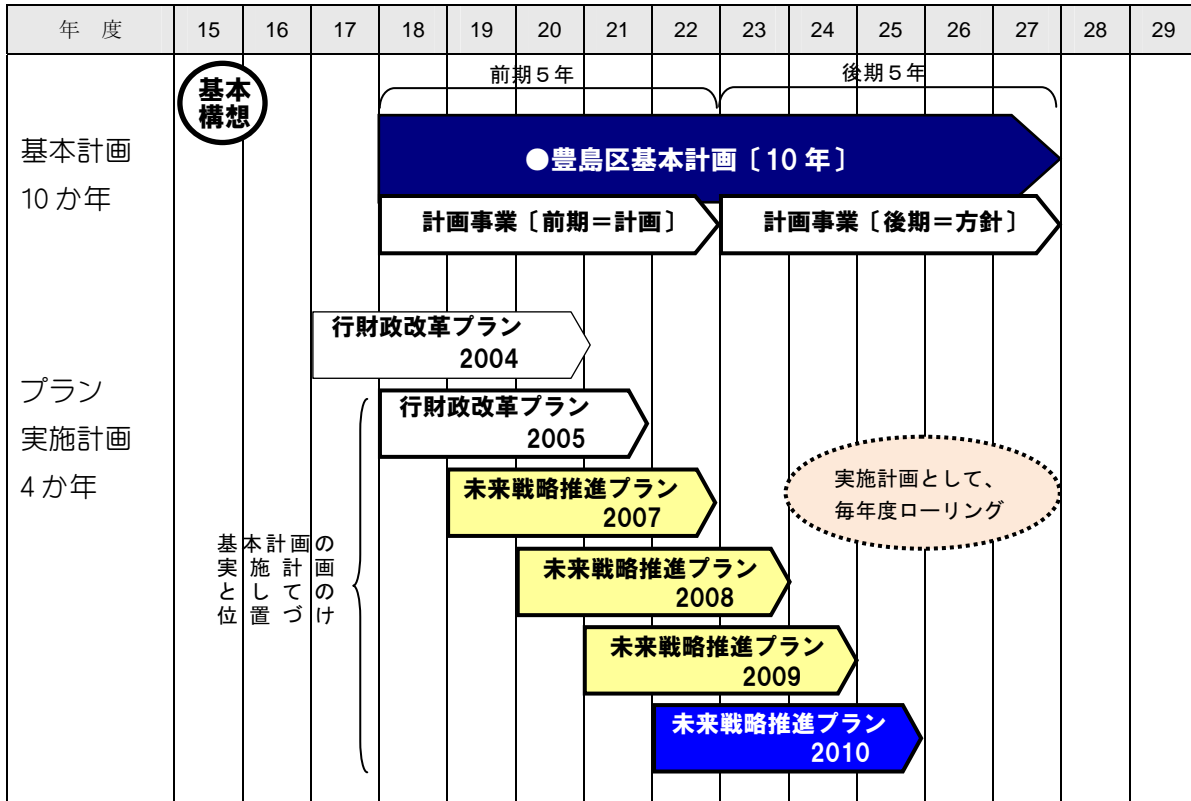 年 度 15 16 17 18 19 20 21 22 23 24 25 26 27 28 29
前期5年
後期5年
基本
構想
基本計画
10か年
●豊島区基本計画〔10年〕
計画事業〔前期=計画〕
計画事業〔後期=方針〕
行財政改革プラン
2004
プラン
実施計画
4か年
行財政改革プラン
2005
未来戦略推進プラン
2007
実施計画として、
毎年度ローリング
基本計画の
実施計画
として の
位置づけ
未来戦略推進プラン
2008
未来戦略推進プラン
2009
未来戦略推進プラン
2010